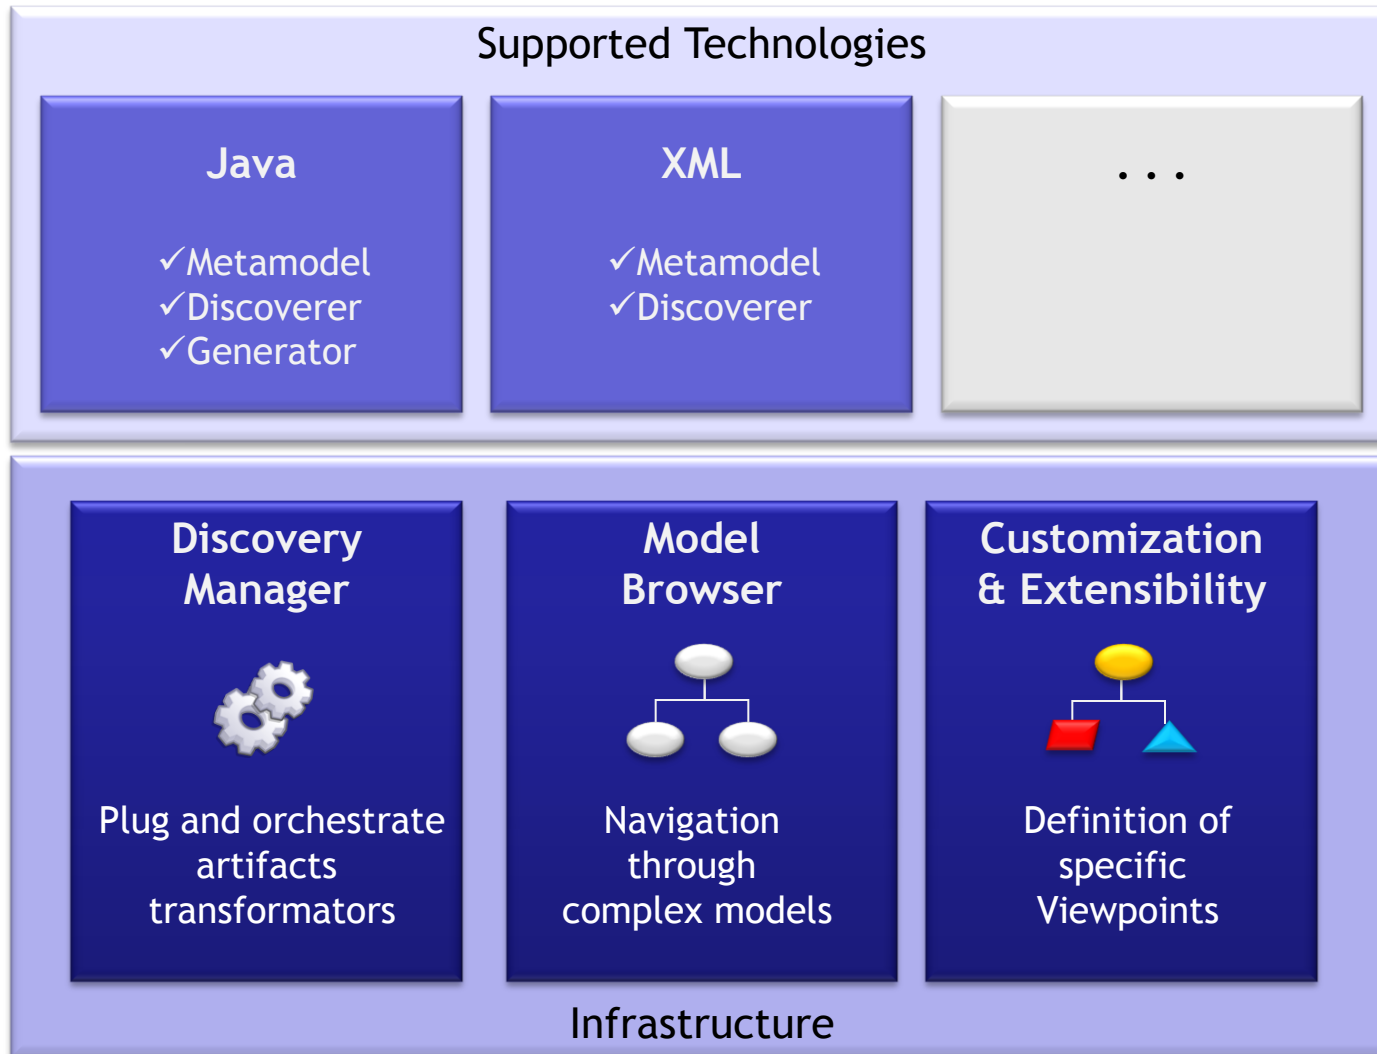 Supported Technologies
Java
✓Metamodel
✓Discoverer
✓Generator
XML
✓Metamodel
✓Discoverer
. . .
Discovery
Manager
Plug and orchestrate
artifacts
transformators
Model
Browser
Navigation
through
complex models
Customization
& Extensibility
Definition of
specific
Viewpoints
Infrastructure